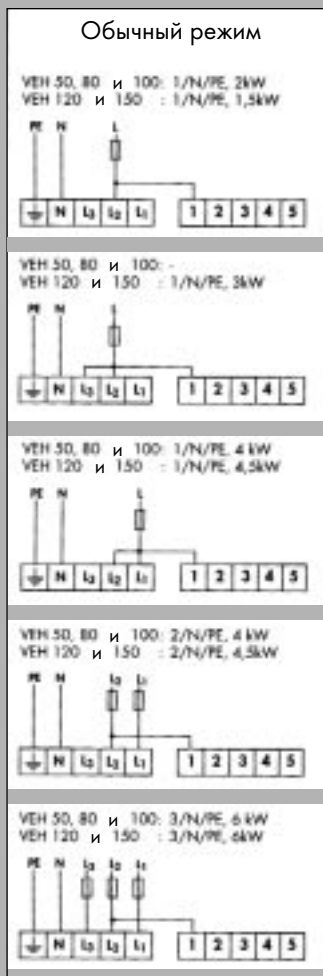 Обычный режим
VEH 50, 80 и 100: 1/N/PE, 2kW
VEH 120 и 150 : 1/N/PE, 1,5kW
PE N L
N L3 L2 L1 1 2 3 4 5
VEH 50, 80 и 100: -
VEH 120 и 150 : 1/N/PE, 3kW
PE N L
N L3 L2 L1 1 2 3 4 5
VEH 50, 80 и 100: 1/N/PE, 4 kW
VEH 120 и 150 : 1/N/PE, 4,5kW
PE N L
N L3 L2 L1 1 2 3 4 5
VEH 50, 80 и 100: 2/N/PE, 4 kW
VEH 120 и 150 : 2/N/PE, 4,5kW
PE N L2 L1
N L3 L2 L1 1 2 3 4 5
VEH 50, 80 и 100: 3/N/PE, 6 kW
VEH 120 и 150 : 3/N/PE, 6kW
PE N L3 L2 L1
N L3 L2 L1 1 2 3 4 5